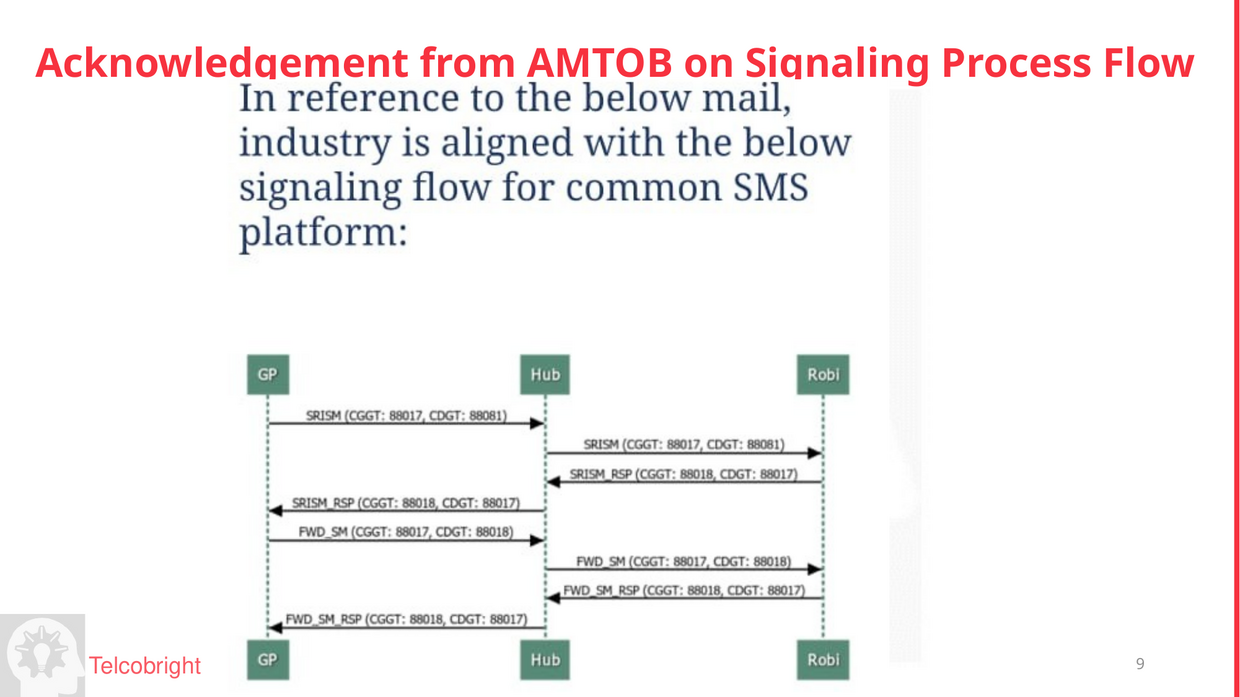 Acknowledgement from AMTOB on Signaling Process Flow
In reference to the below mail,
industry is aligned with the below
signaling flow for common SMS
platform:
GP
Hub
Robi
SRISM (CGGT: 88017, CDGT: 88081)
SRISM (CGGT: 88017, CDGT: 88081)
SRISM_RSP (CGGT: 88018, CDGT: 88017)
SRISM_RSP (CGGT: 88018, CDGT: 88017)
FWD_SM (CGGT: 88017, CDGT: 88018)
FWD_SM (CGGT: 88017, CDGT: 88018)
FWD_SM_RSP (CGGT: 88018, CDGT: 88017)
FWD_SM_RSP (CGGT: 88018, CDGT: 88017)
GP
Hub
Robi
Telcobright
9